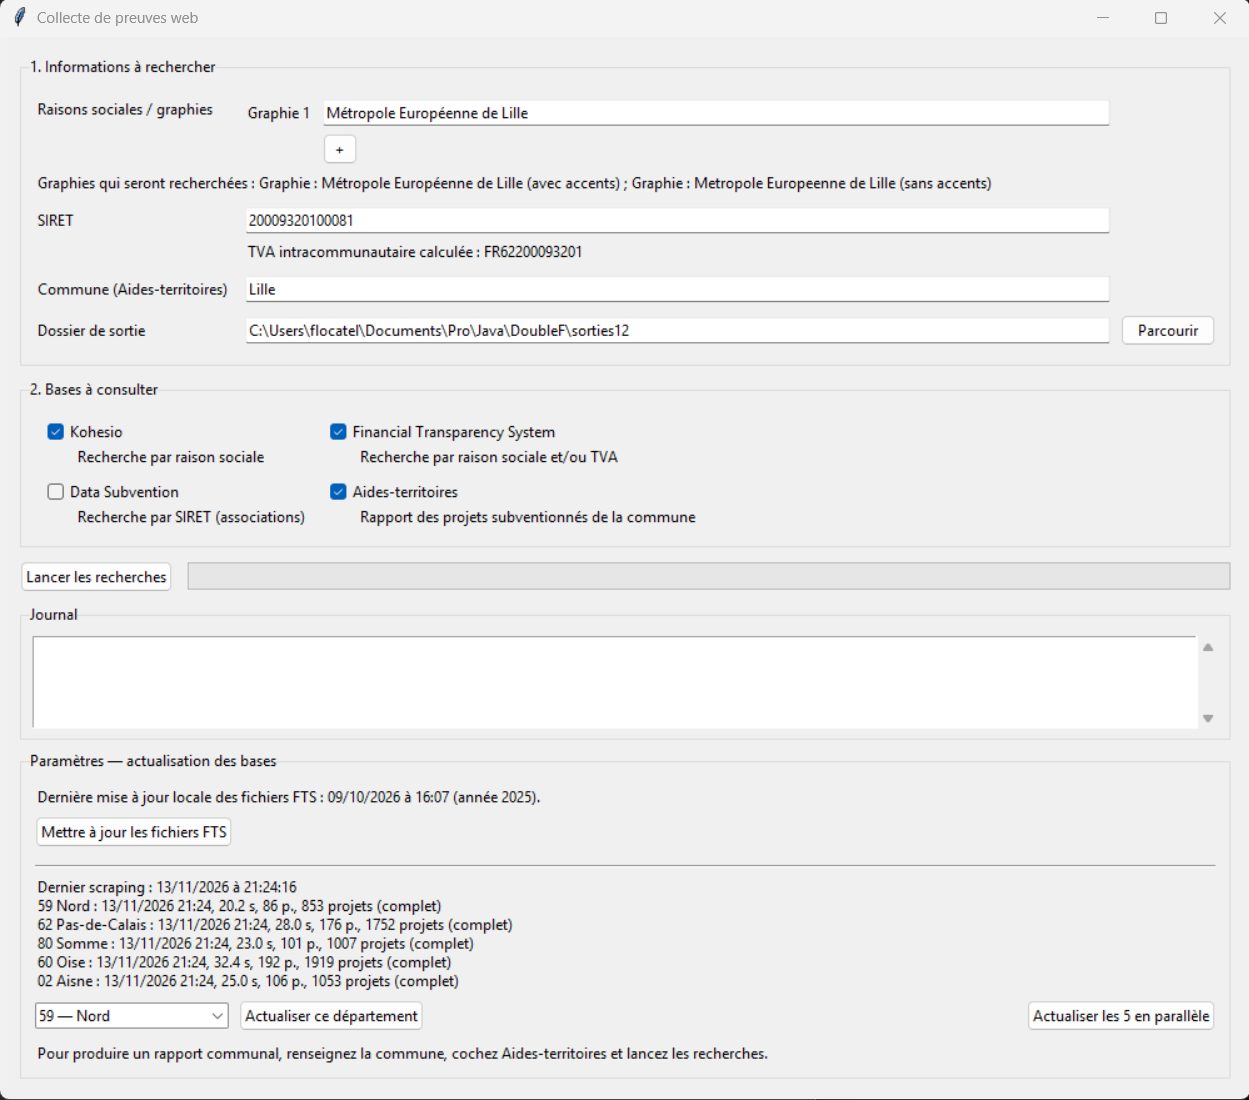 Collecte de preuves web
1. Informations à rechercher
Raisons sociales / graphies
Graphie 1
Métropole Européenne de Lille
+
Graphies qui seront recherchées : Graphie : Métropole Européenne de Lille (avec accents) ; Graphie : Metropole Europeenne de Lille (sans accents)
SIRET
20009320100081
TVA intracommunautaire calculée : FR62200093201
Commune (Aides-territoires)
Lille
Dossier de sortie
C:\Users\flocatel\Documents\Pro\Java\DoubleF\sorties12
Parcourir
2. Bases à consulter
Kohesio
Recherche par raison sociale
Financial Transparency System
Recherche par raison sociale et/ou TVA
Data Subvention
Recherche par SIRET (associations)
Aides-territoires
Rapport des projets subventionnés de la commune
Lancer les recherches
Journal
Paramètres — actualisation des bases
Dernière mise à jour locale des fichiers FTS : 09/10/2026 à 16:07 (année 2025).
Mettre à jour les fichiers FTS
Dernier scraping : 13/11/2026 à 21:24:16
59 Nord : 13/11/2026 21:24, 20.2 s, 86 p., 853 projets (complet)
62 Pas-de-Calais : 13/11/2026 21:24, 28.0 s, 176 p., 1752 projets (complet)
80 Somme : 13/11/2026 21:24, 23.0 s, 101 p., 1007 projets (complet)
60 Oise : 13/11/2026 21:24, 32.4 s, 192 p., 1919 projets (complet)
02 Aisne : 13/11/2026 21:24, 25.0 s, 106 p., 1053 projets (complet)
59 — Nord
Actualiser ce département
Actualiser les 5 en parallèle
Pour produire un rapport communal, renseignez la commune, cochez Aides-territoires et lancez les recherches.